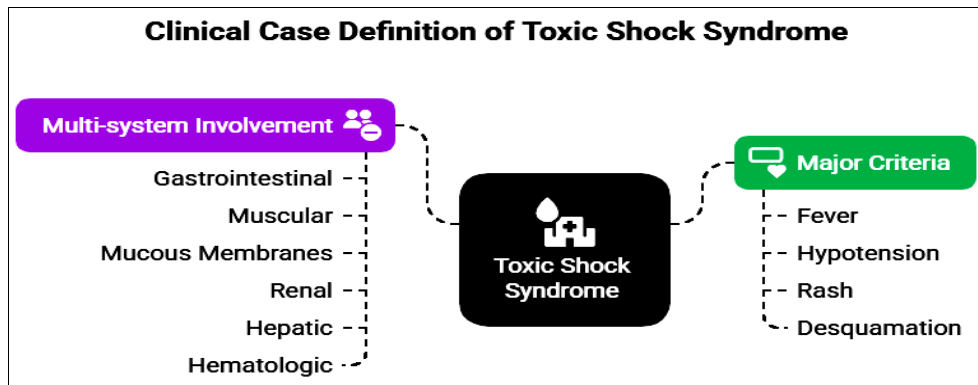 Clinical Case Definition of Toxic Shock Syndrome
Multi-system Involvement
Gastrointestinal
Muscular
Mucous Membranes
Renal
Hepatic
Hematologic
Toxic Shock
Syndrome
Major Criteria
Fever
Hypotension
Rash
Desquamation